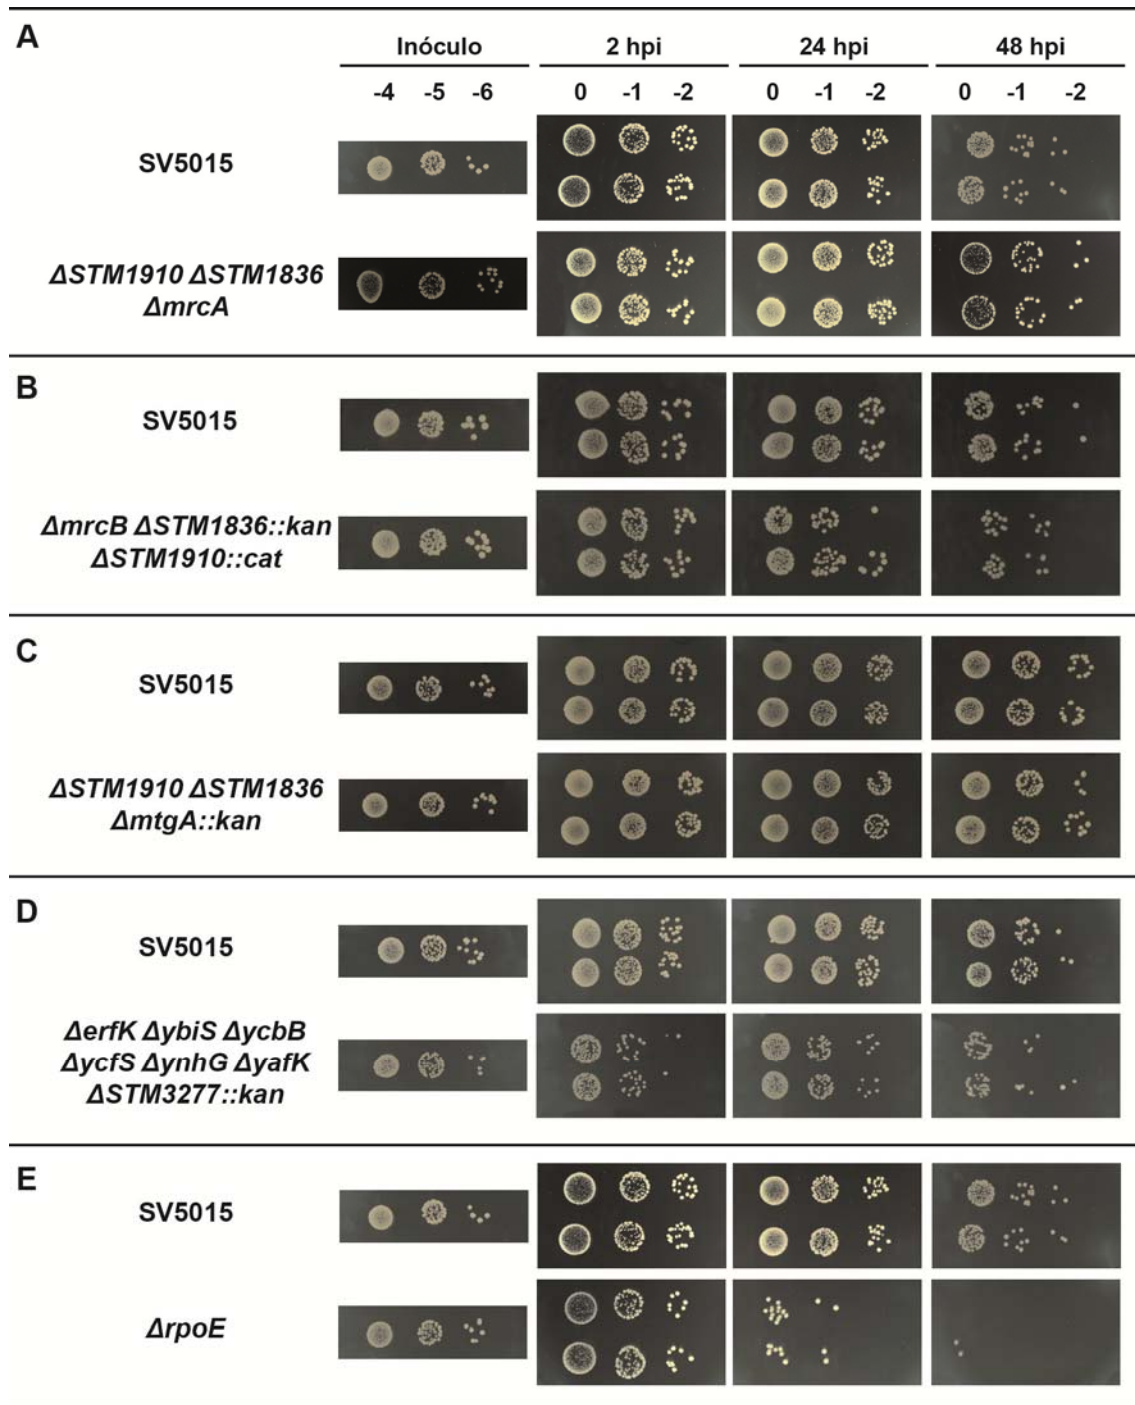 A
Inóculo 2 hpi 24 hpi 48 hpi
-4 -5 -6 0 -1 -2 0 -1 -2 0 -1 -2
SV5015
ΔSTM1910 ΔSTM1836
ΔmrcA
B
SV5015
ΔmrcB ΔSTM1836::kan
ΔSTM1910::cat
C
SV5015
ΔSTM1910 ΔSTM1836
ΔmtgA::kan
D
SV5015
ΔerfK ΔybiS ΔycbB
ΔycfS ΔynhG ΔyafK
ΔSTM3277::kan
E
SV5015
ΔrpoE